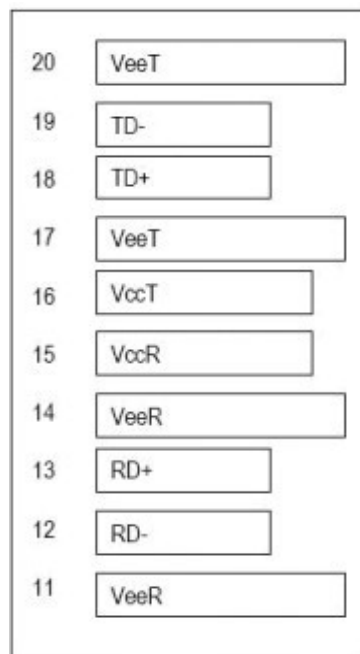 20 VeeT
19 TD-
18 TD+
17 VeeT
16 VccT
15 VccR
14 VeeR
13 RD+
12 RD-
11 VeeR